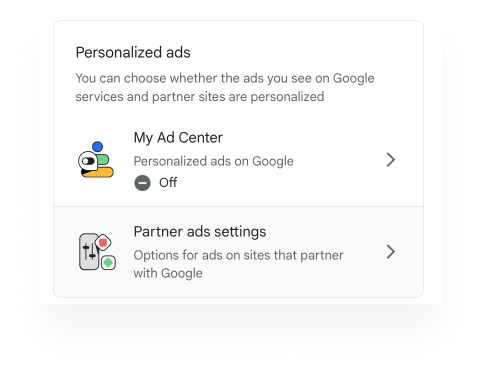 Personalized ads
You can choose whether the ads you see on Google
services and partner sites are personalized
My Ad Center
Personalized ads on Google
Off
Partner ads settings
Options for ads on sites that partner
with Google